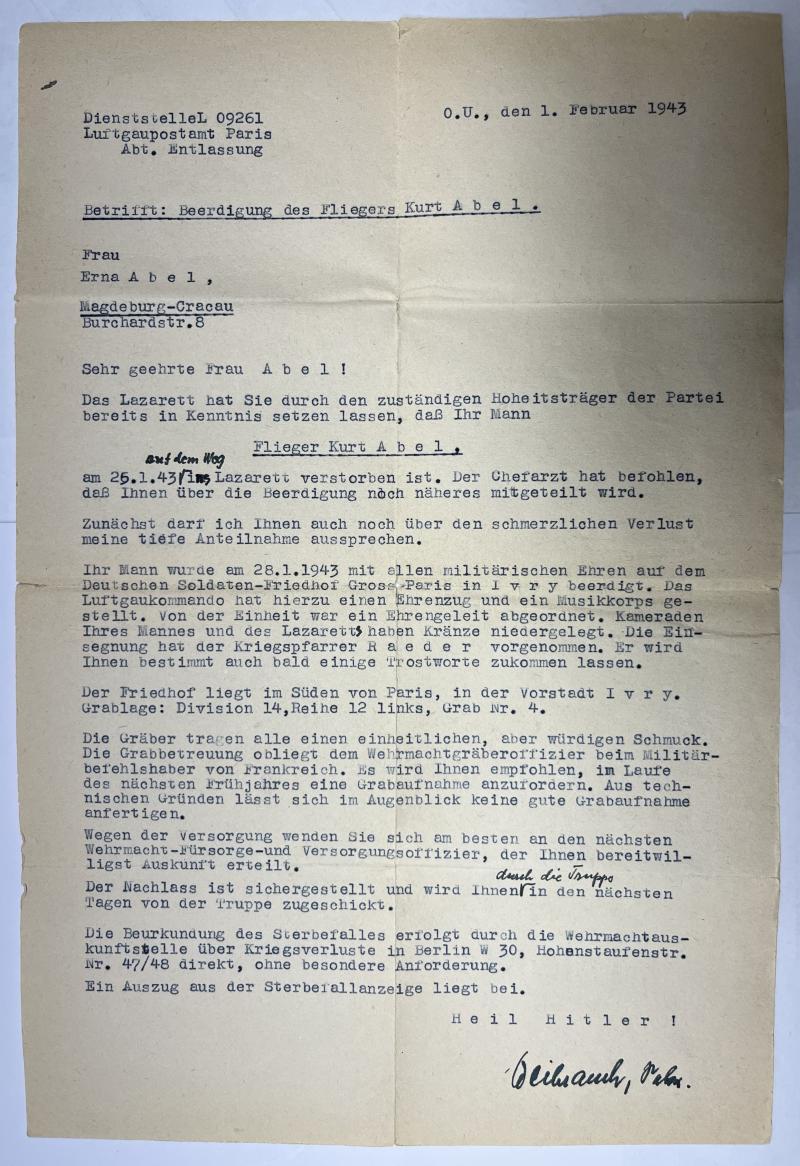 DienststelleL 09261
O.U., den 1. Februar 1943
Luftgaupostamt Paris
Abt. Entlassung
Betrifft: Beerdigung des Fliegers Kurt A b e l .
Frau
Erna A b e l ,
Magdeburg-Cracau
Burchardstr.8
Sehr geehrte Frau A b e l !
Das Lazarett hat Sie durch den zuständigen Hoheitsträger der Partei
bereits in Kenntnis setzen lassen, daß Ihr Mann
Flieger Kurt A b e l ,
auf dem Weg
am 25.1.43 ins Lazarett verstorben ist. Der Chefarzt hat befohlen,
daß Ihnen über die Beerdigung noch näheres mitgeteilt wird.
Zunächst darf ich Ihnen auch noch über den schmerzlichen Verlust
meine tiefe Anteilnahme aussprechen.
Ihr Mann wurde am 28.1.1943 mit allen militärischen Ehren auf dem
Deutschen Soldaten-Friedhof Gross-Paris in I v r y beerdigt. Das
Luftgaukommando hat hierzu einen Ehrenzug und ein Musikkorps ge-
stellt. Von der Einheit war ein Ehrengeleit abgeordnet. Kameraden
Ihres Mannes und des Lazaretts haben Kränze niedergelegt. Die Ein-
segnung hat der Kriegspfarrer R a e d e r vorgenommen. Er wird
Ihnen bestimmt auch bald einige Trostworte zukommen lassen.
Der Friedhof liegt im Süden von Paris, in der Vorstadt I v r y.
Grablage: Division 14,Reihe 12 links, Grab Nr. 4.
Die Gräber tragen alle einen einheitlichen, aber würdigen Schmuck.
Die Grabbetreuung obliegt dem Wehrmachtgräberoffizier beim Militär-
befehlshaber von Frankreich. Es wird Ihnen empfohlen, im Laufe
des nächsten Frühjahres eine Grabaufnahme anzufordern. Aus tech-
nischen Gründen lässt sich im Augenblick keine gute Grabaufnahme
anfertigen.
Wegen der Versorgung wenden Sie sich am besten an den nächsten
Wehrmacht-Fürsorge-und Versorgungsoffizier, der Ihnen bereitwil-
ligst Auskunft erteilt.
durch die Truppe
Der Nachlass ist sichergestellt und wird Ihnen in den nächsten
Tagen von der Truppe zugeschickt.
Die Beurkundung des Sterbefalles erfolgt durch die Wehrmachtaus-
kunftstelle über Kriegsverluste in Berlin W 30, Hohenstaufenstr.
Nr. 47/48 direkt, ohne besondere Anforderung.
Ein Auszug aus der Sterbefallanzeige liegt bei.
H e i l H i t l e r !